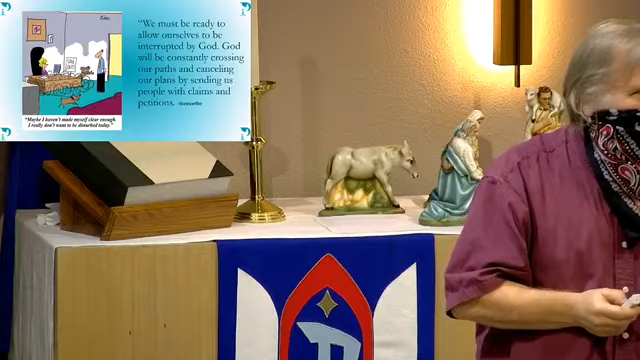 "We must be ready to
allow ourselves to be
interrupted by God. God
will be constantly crossing
our paths and canceling
our plans by sending us
people with claims and
petitions. -Bonhoeffer
"Maybe I haven't made myself clear enough.
I really don't want to be disturbed today."